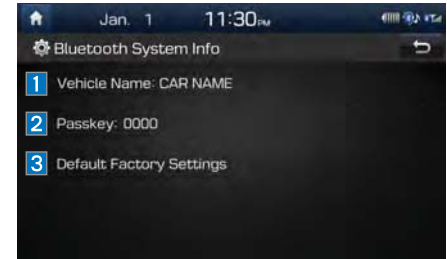 Jan. 1 11:30PM
Bluetooth System Info
1 Vehicle Name: CAR NAME
2 Passkey: 0000
3 Default Factory Settings